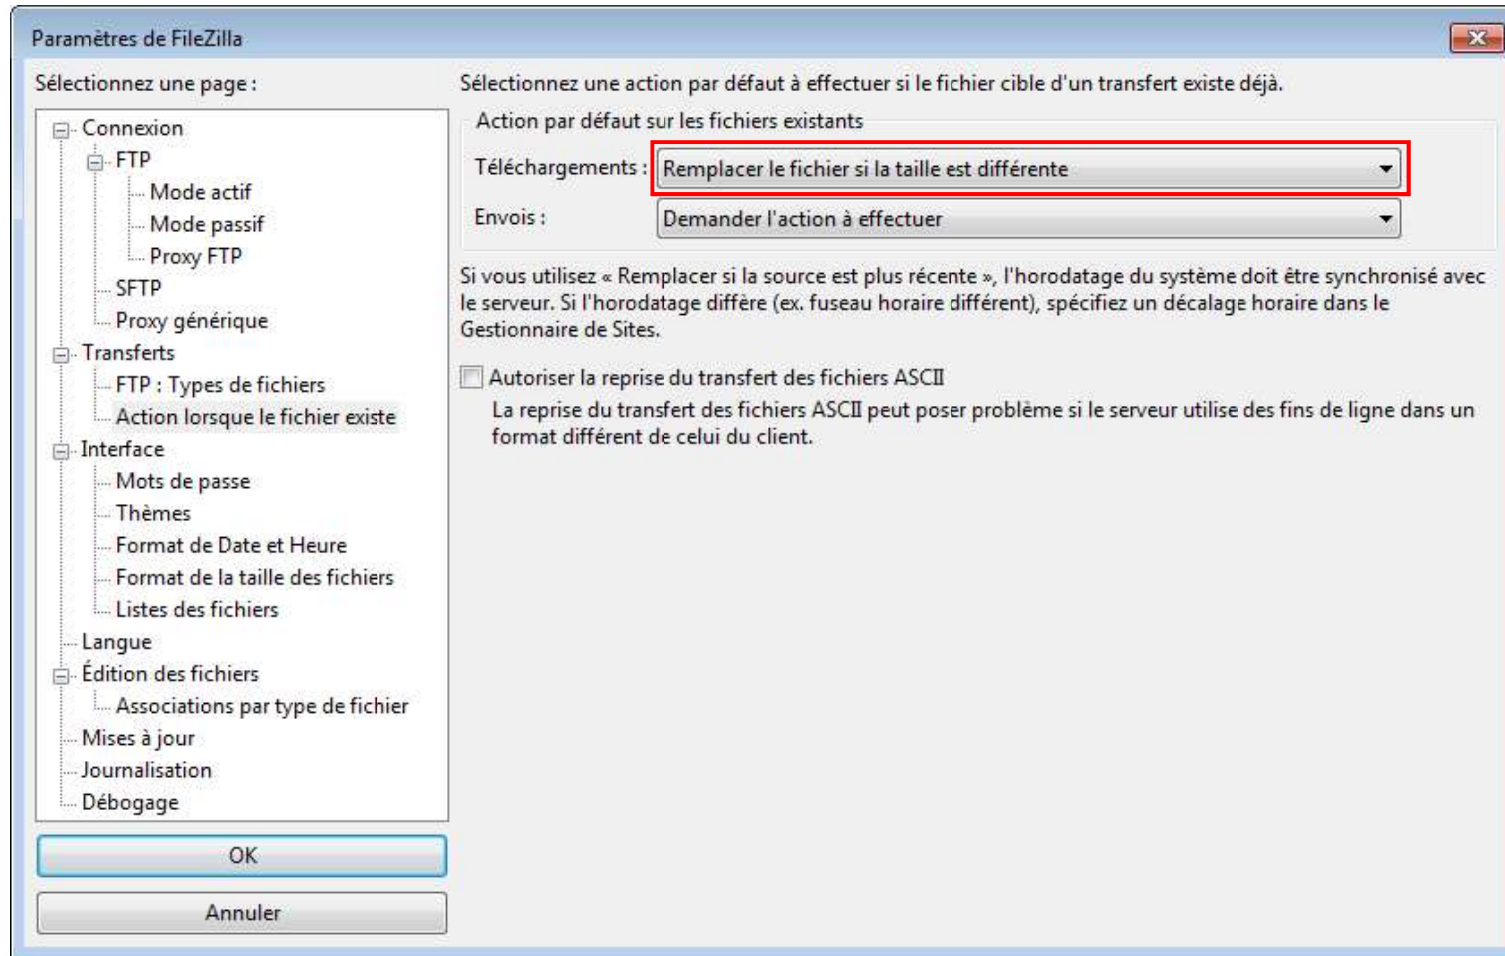 Paramètres de FileZilla
Sélectionnez une page :
Connexion
FTP
Mode actif
Mode passif
Proxy FTP
SFTP
Proxy générique
Transferts
FTP : Types de fichiers
Action lorsque le fichier existe
Interface
Mots de passe
Thèmes
Format de Date et Heure
Format de la taille des fichiers
Listes des fichiers
Langue
Édition des fichiers
Associations par type de fichier
Mises à jour
Journalisation
Débogage
OK
Annuler
Sélectionnez une action par défaut à effectuer si le fichier cible d'un transfert existe déjà.
Action par défaut sur les fichiers existants
Téléchargements : Remplacer le fichier si la taille est différente
Envois : Demander l'action à effectuer
Si vous utilisez « Remplacer si la source est plus récente », l'horodatage du système doit être synchronisé avec
le serveur. Si l'horodatage diffère (ex. fuseau horaire différent), spécifiez un décalage horaire dans le
Gestionnaire de Sites.
Autoriser la reprise du transfert des fichiers ASCII
La reprise du transfert des fichiers ASCII peut poser problème si le serveur utilise des fins de ligne dans un
format différent de celui du client.